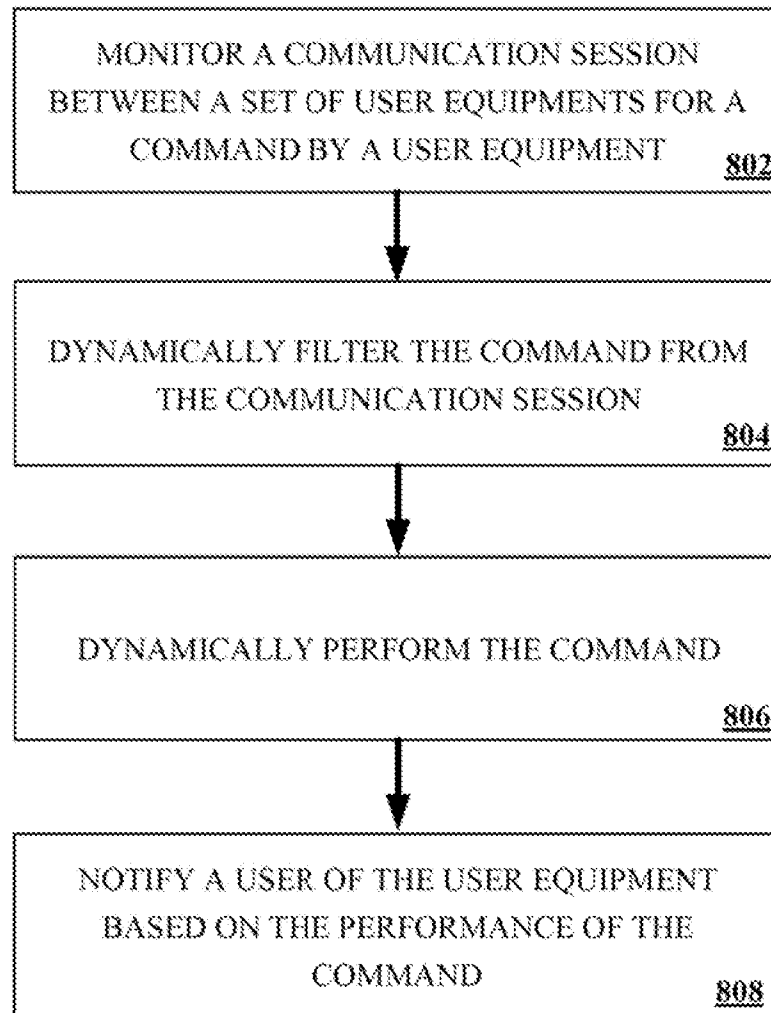 MONITOR A COMMUNICATION SESSION
BETWEEN A SET OF USER EQUIPMENTS FOR A
COMMAND BY A USER EQUIPMENT
802
DYNAMICALLY FILTER THE COMMAND FROM
THE COMMUNICATION SESSION
804
DYNAMICALLY PERFORM THE COMMAND
806
NOTIFY A USER OF THE USER EQUIPMENT
BASED ON THE PERFORMANCE OF THE
COMMAND
808